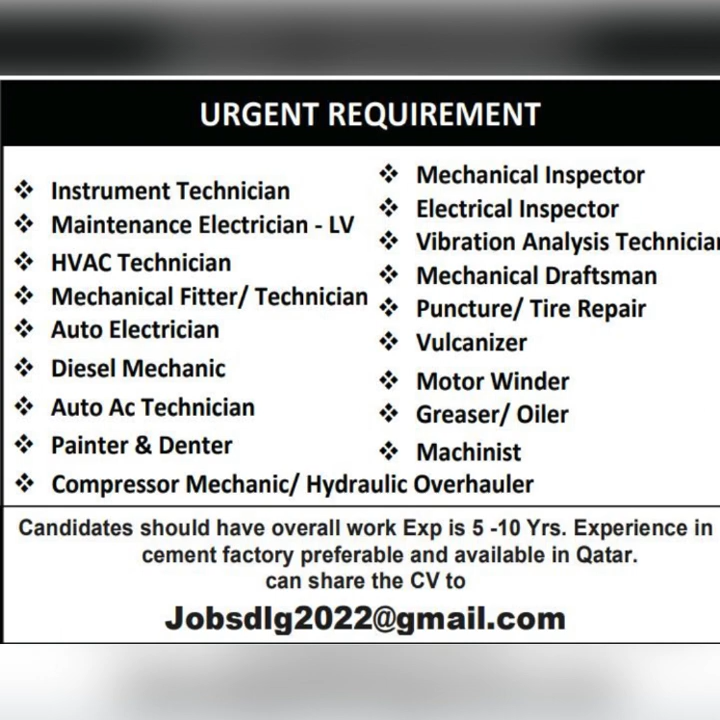 URGENT REQUIREMENT
❖ Instrument Technician
❖ Maintenance Electrician - LV
❖ HVAC Technician
❖ Mechanical Fitter/ Technician
❖ Auto Electrician
❖ Diesel Mechanic
❖ Auto Ac Technician
❖ Painter & Denter
❖ Compressor Mechanic/ Hydraulic Overhauler
❖ Mechanical Inspector
❖ Electrical Inspector
❖ Vibration Analysis Technician
❖ Mechanical Draftsman
❖ Puncture/ Tire Repair
❖ Vulcanizer
❖ Motor Winder
❖ Greaser/ Oiler
❖ Machinist
Candidates should have overall work Exp is 5 -10 Yrs. Experience in
cement factory preferable and available in Qatar.
can share the CV to
Jobsdlg2022@gmail.com